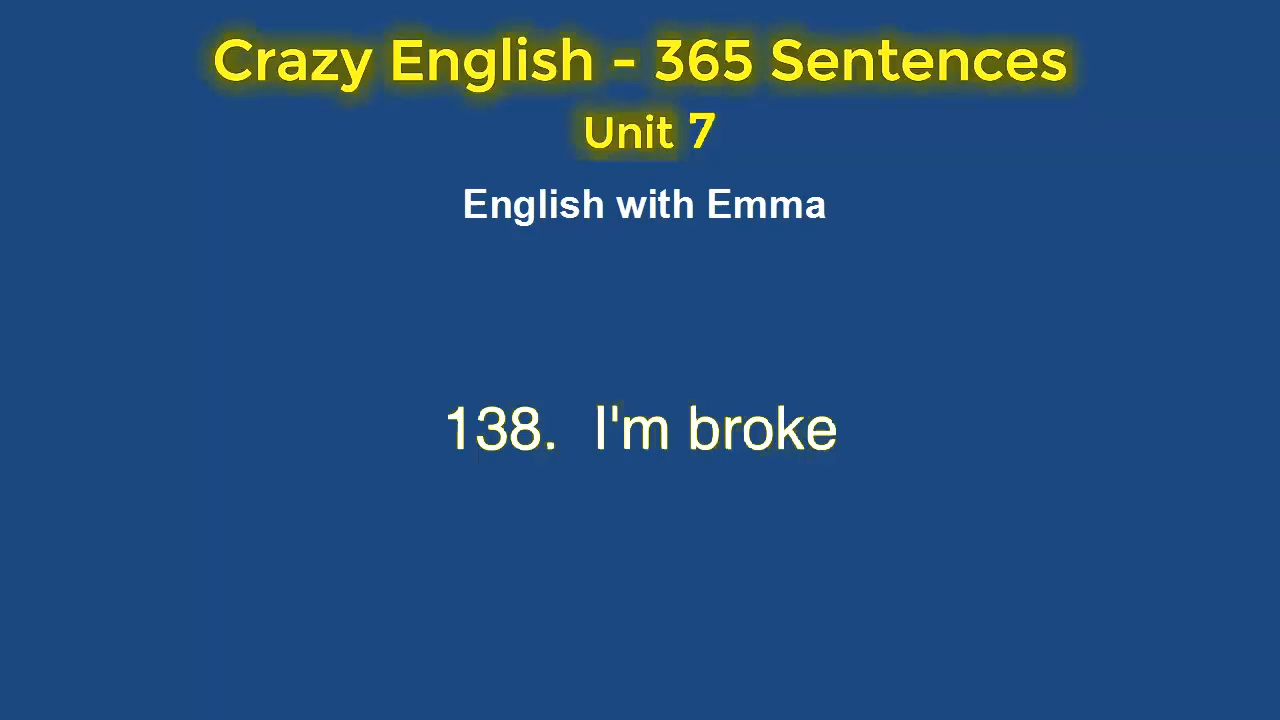 Crazy English - 365 Sentences
Unit 7
English with Emma
138. I'm broke